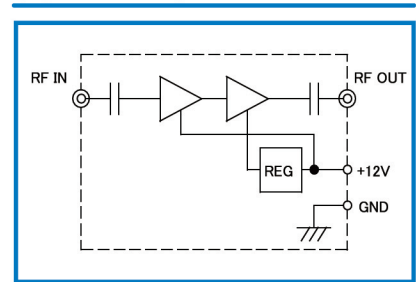 RF IN
RF OUT
REG
+12V
GND